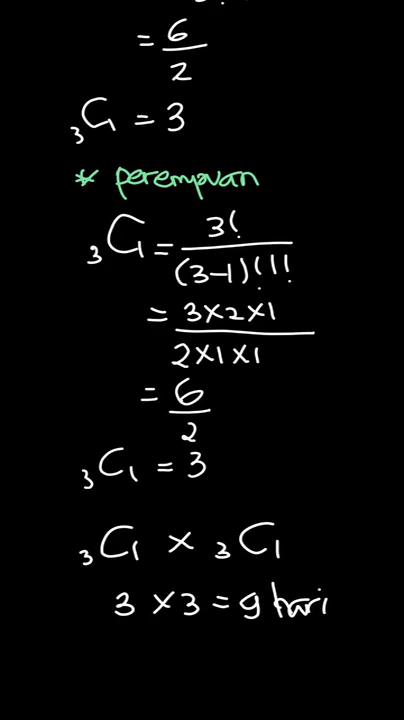 = 6/2
₃C₁ = 3
* perempuan
₃C₁ = 3!/(3-1)!1!
= 3×2×1/2×1×1
= 6/2
₃C₁ = 3
₃C₁ × ₃C₁
3 × 3 = 9 hari